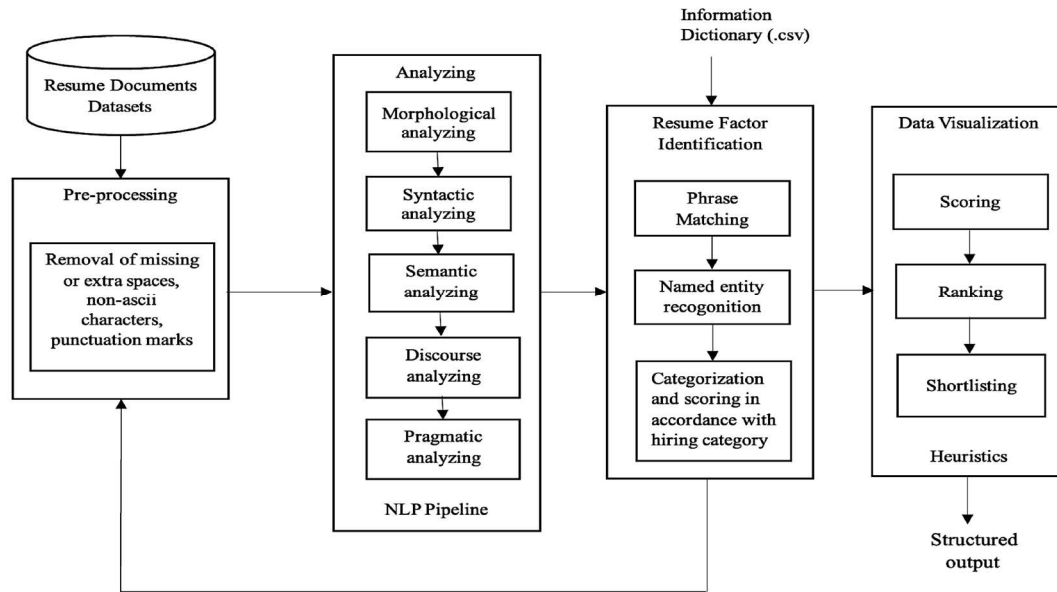 Resume Documents
Datasets
Pre-processing
Removal of missing
or extra spaces,
non-ascii
characters,
punctuation marks
Analyzing
Morphological
analyzing
Syntactic
analyzing
Semantic
analyzing
Discourse
analyzing
Pragmatic
analyzing
NLP Pipeline
Information
Dictionary (.csv)
Resume Factor
Identification
Phrase
Matching
Named entity
recogonition
Categorization
and scoring in
accordance with
hiring category
Data Visualization
Scoring
Ranking
Shortlisting
Heuristics
Structured
output